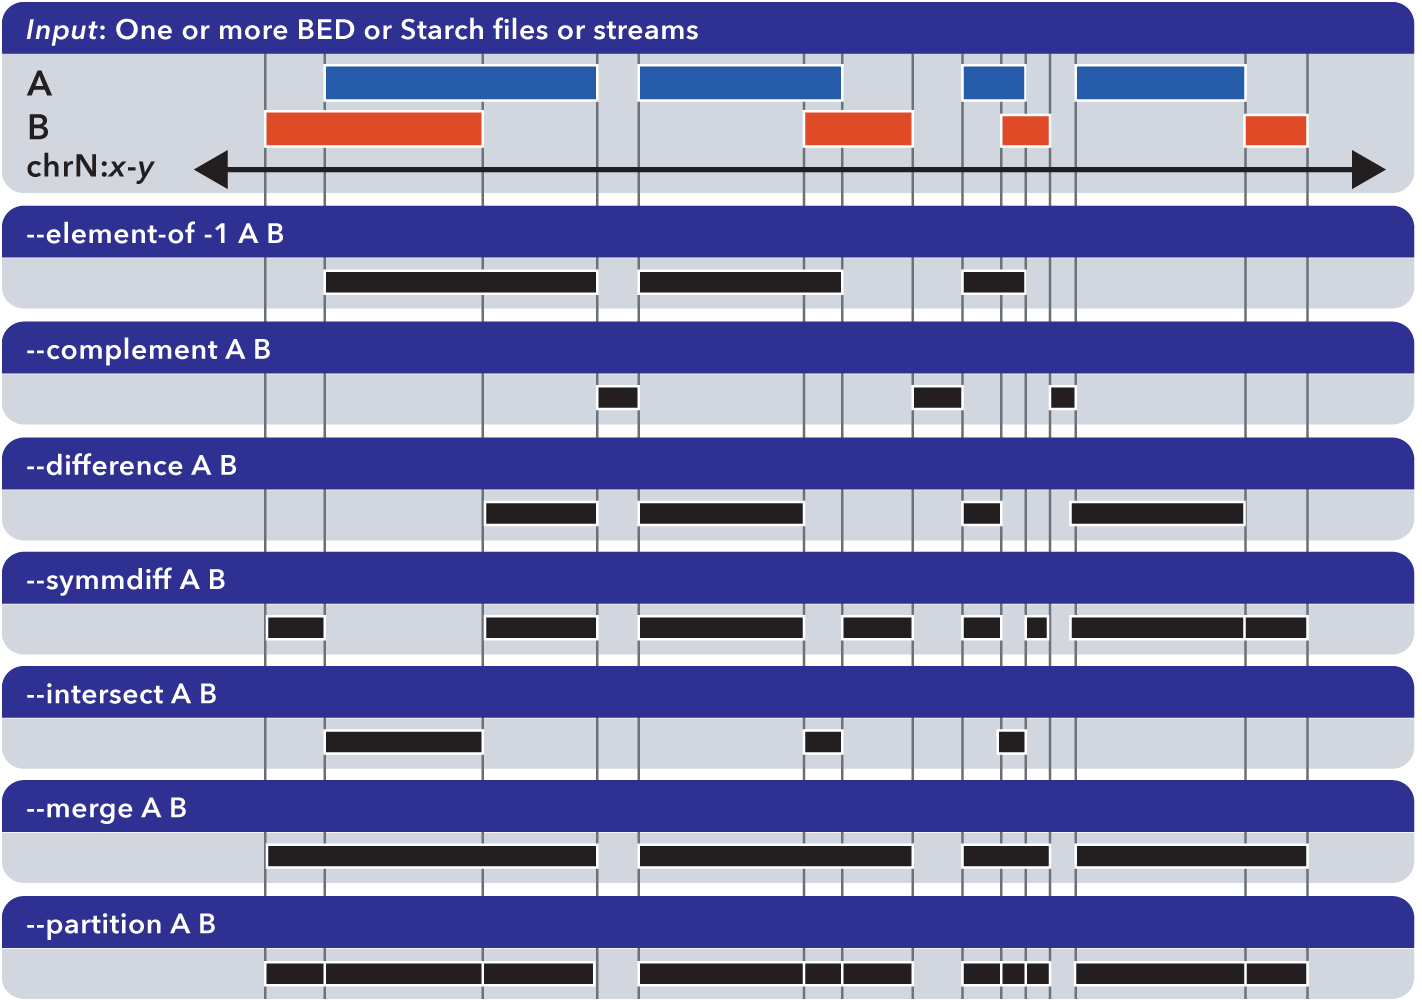 Input: One or more BED or Starch files or streams
A
B
chrN:x-y
--element-of -1 A B
--complement A B
--difference A B
--symmdiff A B
--intersect A B
--merge A B
--partition A B